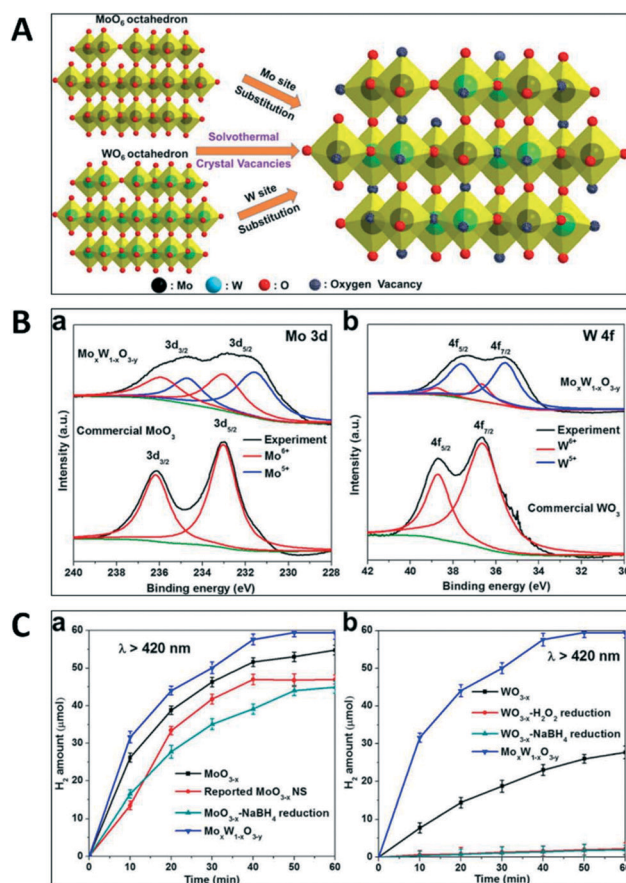 A
MoO6 octahedron
Mo site
Substitution
Solvothermal
Crystal Vacancies
WO6 octahedron
W site
Substitution
: Mo : W : O : Oxygen Vacancy
B
a
Mo 3d
3d3/2
3d5/2
MoxW1-xO3-y
Commercial MoO3
3d5/2
3d3/2
Experiment
Mo6+
Mo5+
Intensity (a.u.)
240 236 232 228
Binding energy (eV)
b
W 4f
4f5/2
4f7/2
MoxW1-xO3-y
4f7/2
4f5/2
Experiment
W6+
W5+
Commercial WO3
Intensity (a.u.)
42 40 38 36 34 32 30
Binding energy (eV)
C
a
λ > 420 nm
MoO3-x
Reported MoO3-x NS
MoO3-x-NaBH4 reduction
MoxW1-xO3-y
H2 amount (μmol)
60
50
40
30
20
10
0
0 10 20 30 40 50 60
Time (min)
b
λ > 420 nm
WO3-x
WO3-x-H2O2 reduction
WO3-x-NaBH4 reduction
MoxW1-xO3-y
H2 amount (μmol)
60
50
40
30
20
10
0
0 10 20 30 40 50 60
Time (min)